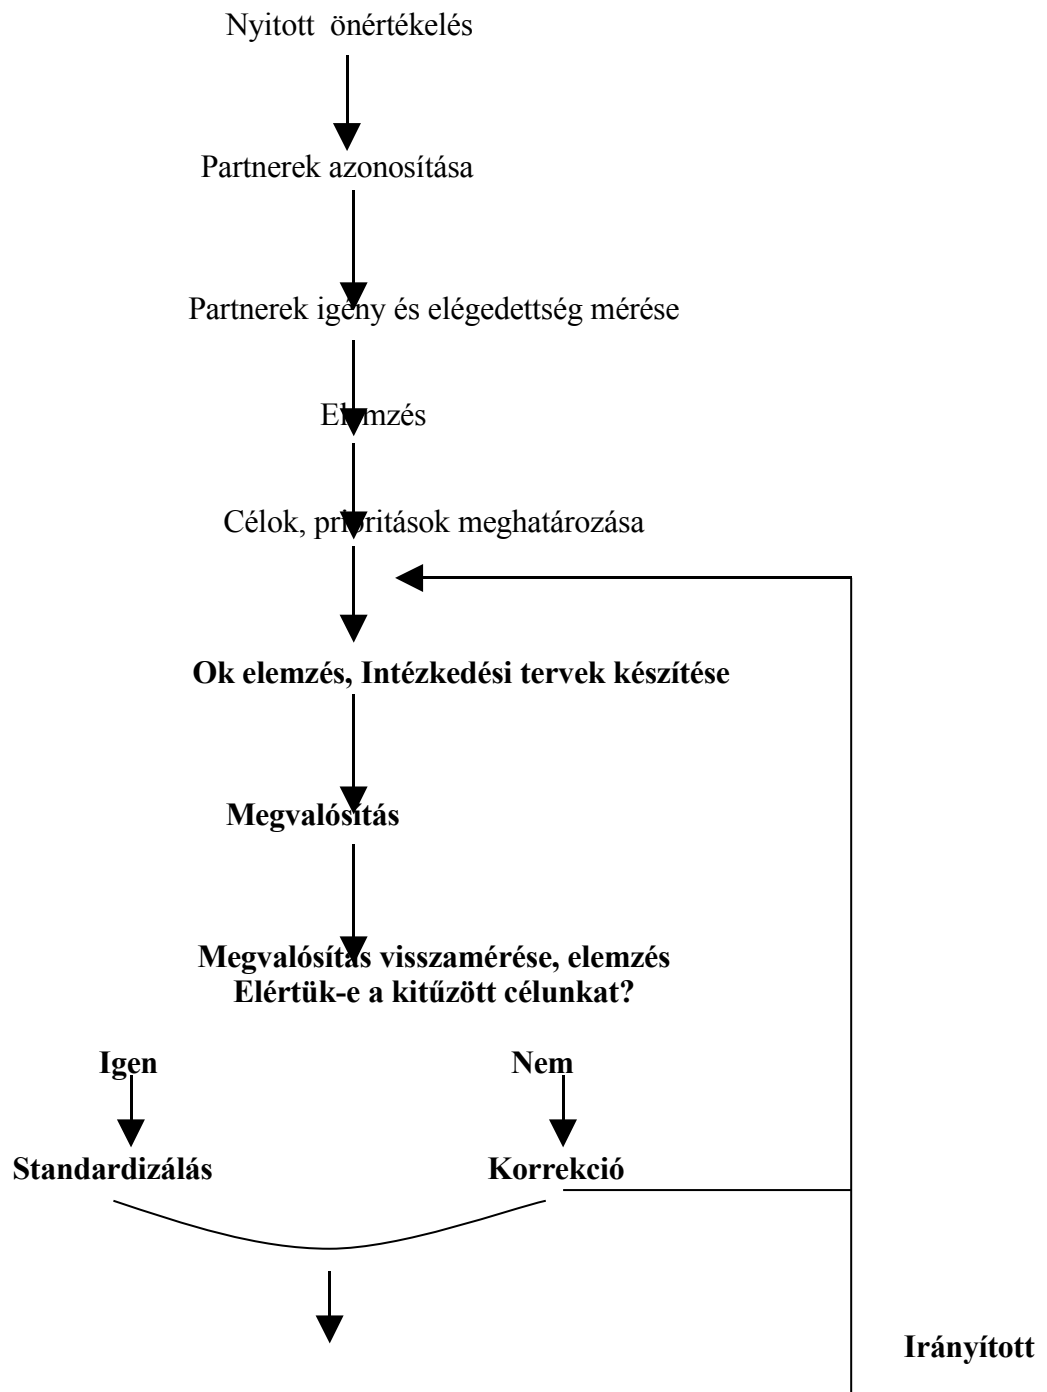 Nyitott önértékelés
Partnerek azonosítása
Partnerek igény és elégedettség mérése
Elemzés
Célok, prioritások meghatározása
Ok elemzés, Intézkedési tervek készítése
Megvalósítás
Megvalósítás visszamérése, elemzés
Elértük-e a kitűzött célunkat?
Igen Nem
Standardizálás Korrekció
Irányított